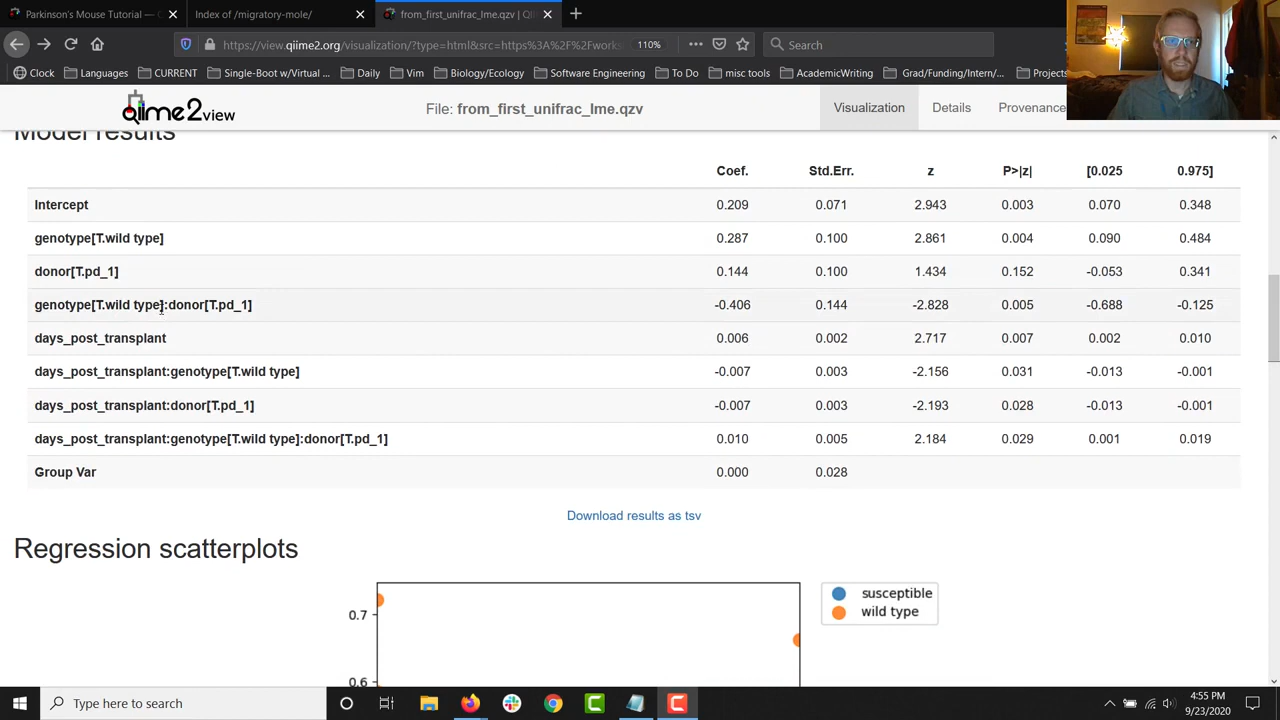 Parkinson's Mouse Tutorial — Index of /migratory-mole/ from_first_unifrac_lme.qzv | QI
https://view.qiime2.org/visualization/?type=html&src=https%3A%2F%2Fworks 110% Search
Clock Languages CURRENT Single-Boot w/Virtual ... Daily Vim Biology/Ecology Software Engineering To Do misc tools AcademicWriting Grad/Funding/Intern/... Projects
qiime2view File: from_first_unifrac_lme.qzv Visualization Details Provenance
Model results
Coef. Std.Err. z P>|z| [0.025 0.975]
Intercept 0.209 0.071 2.943 0.003 0.070 0.348
genotype[T.wild type] 0.287 0.100 2.861 0.004 0.090 0.484
donor[T.pd_1] 0.144 0.100 1.434 0.152 -0.053 0.341
genotype[T.wild type]:donor[T.pd_1] -0.406 0.144 -2.828 0.005 -0.688 -0.125
days_post_transplant 0.006 0.002 2.717 0.007 0.002 0.010
days_post_transplant:genotype[T.wild type] -0.007 0.003 -2.156 0.031 -0.013 -0.001
days_post_transplant:donor[T.pd_1] -0.007 0.003 -2.193 0.028 -0.013 -0.001
days_post_transplant:genotype[T.wild type]:donor[T.pd_1] 0.010 0.005 2.184 0.029 0.001 0.019
Group Var 0.000 0.028
Download results as tsv
Regression scatterplots
susceptible
wild type
0.7
0.6
Type here to search
4:55 PM
9/23/2020